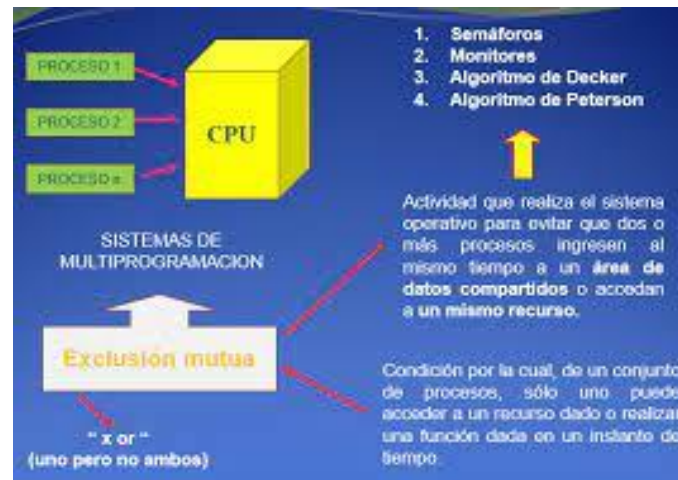 PROCESO 1
PROCESO 2
PROCESO n
CPU
SISTEMAS DE
MULTIPROGRAMACION
Exclusión mutua
" x or "
(uno pero no ambos)
1. Semáforos
2. Monitores
3. Algoritmo de Decker
4. Algoritmo de Peterson
Actividad que realiza el sistema
operativo para evitar que dos o
más procesos ingresen al
mismo tiempo a un área de
datos compartidos o accedan
a un mismo recurso.
Condición por la cual, de un conjunto
de procesos, sólo uno puede
acceder a un recurso dado o realizar
una función dada en un instante de
tiempo.